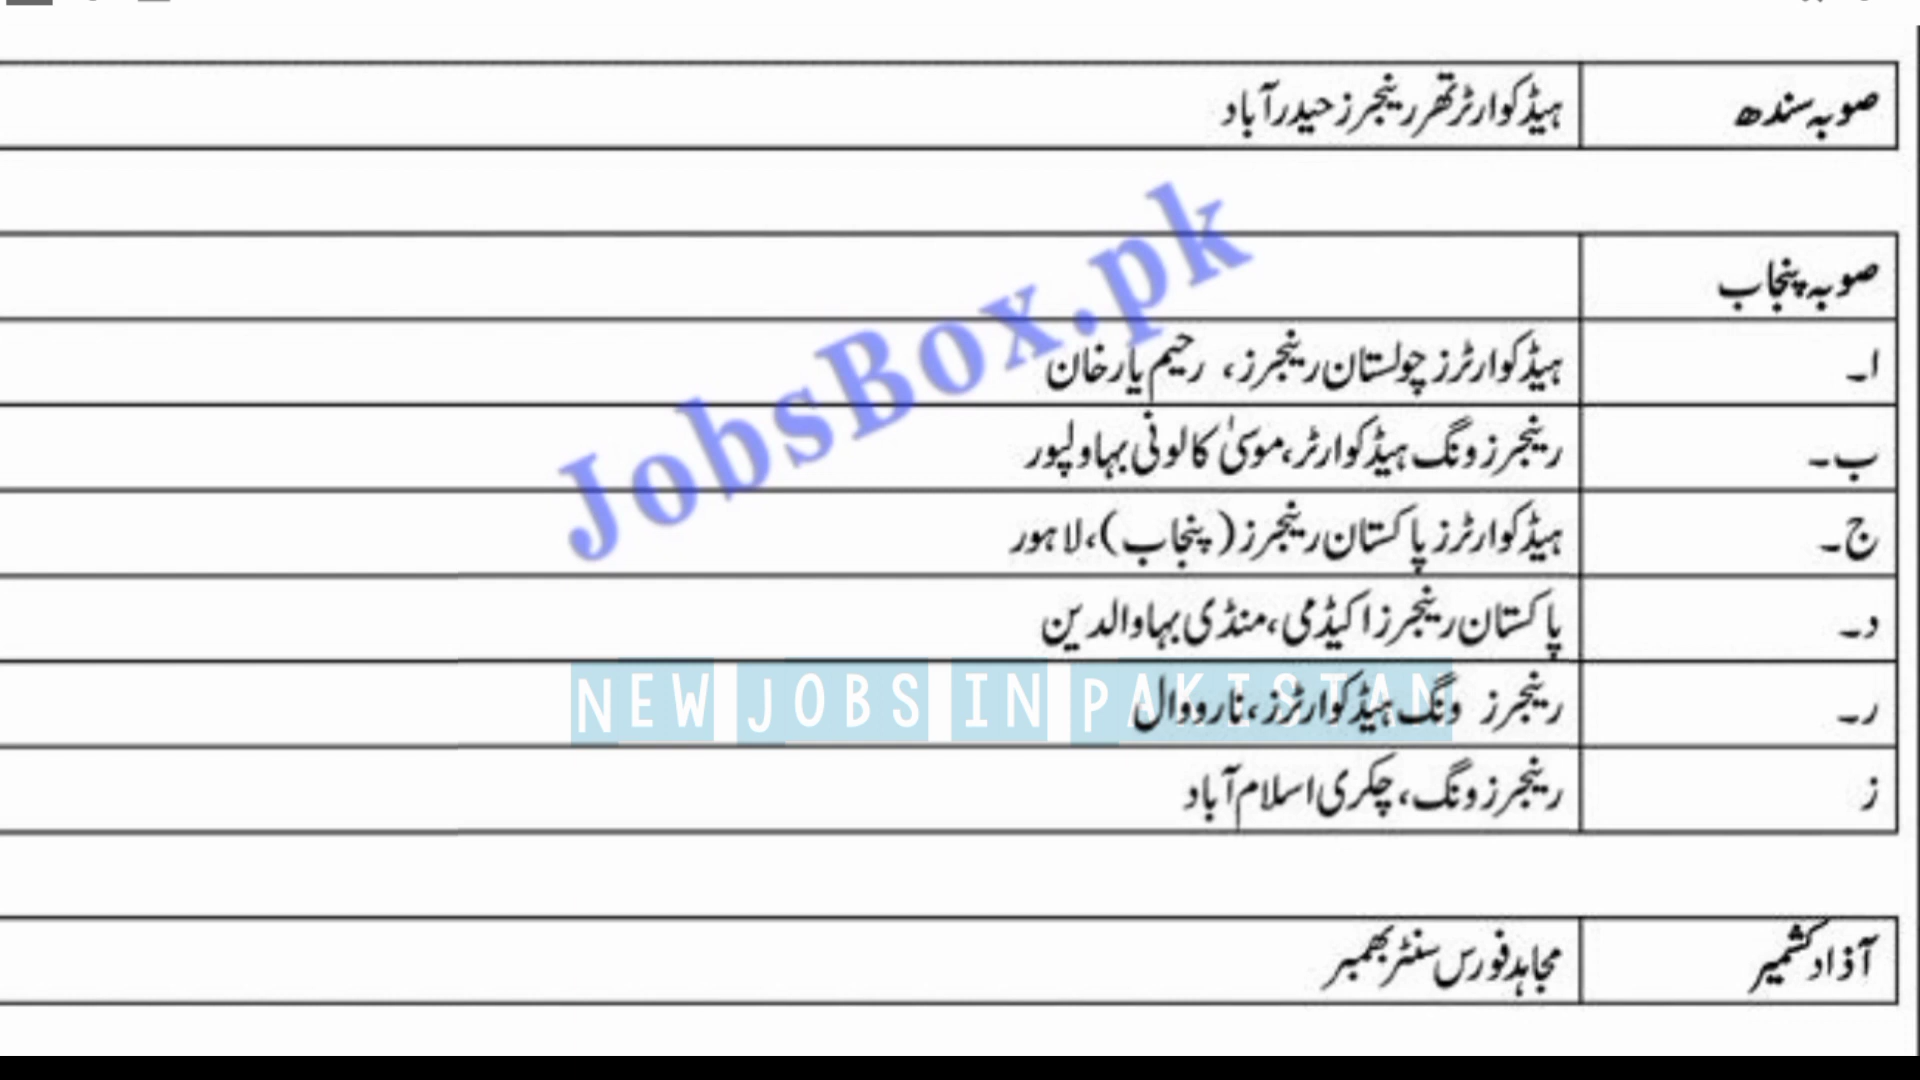 صوبہ سندھ ہیڈکوارٹر تھر رینجرز حیدرآباد
صوبہ پنجاب
ا۔ ہیڈکوارٹرز چولستان رینجرز، رحیم یار خان
ب۔ رینجرز ونگ ہیڈکوارٹر، موسیٰ کالونی بہاولپور
ج۔ ہیڈکوارٹرز پاکستان رینجرز (پنجاب)، لاہور
د۔ پاکستان رینجرز اکیڈمی، منڈی بہاوالدین
ر۔ رینجرز ونگ ہیڈکوارٹرز، نارووال
ز رینجرز ونگ، چکری اسلام آباد
آذاد کشمیر مجاہد فورس سنٹر بھمبر
JobsBox.pk
NEW JOBS IN PAKISTAN